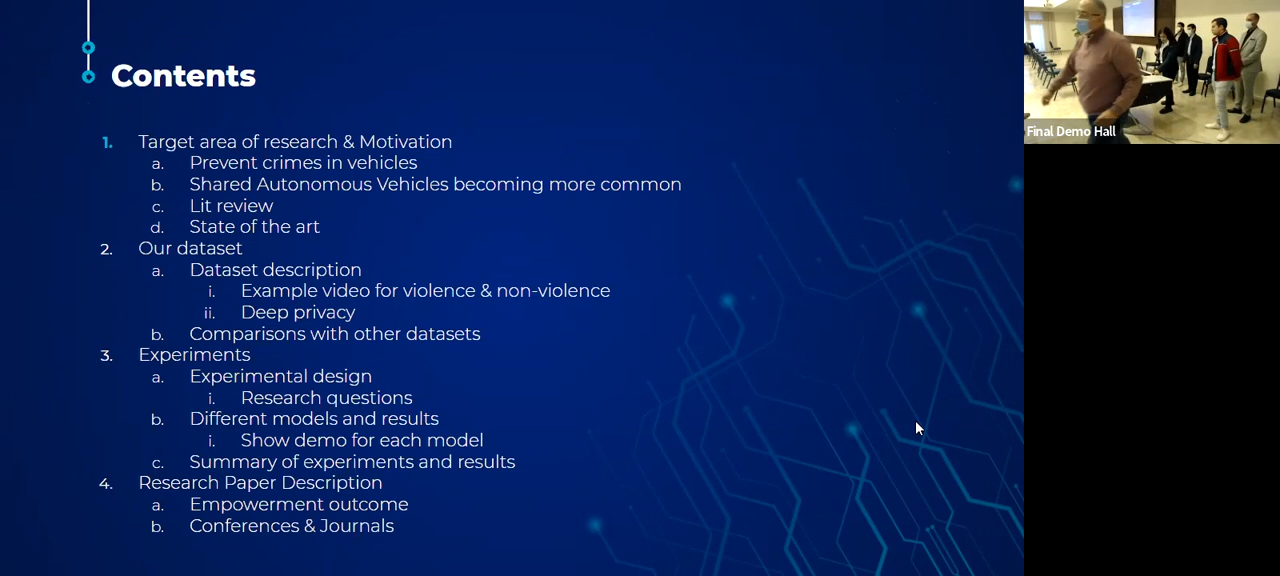 Contents
1. Target area of research & Motivation
a. Prevent crimes in vehicles
b. Shared Autonomous Vehicles becoming more common
c. Lit review
d. State of the art
2. Our dataset
a. Dataset description
i. Example video for violence & non-violence
ii. Deep privacy
b. Comparisons with other datasets
3. Experiments
a. Experimental design
i. Research questions
b. Different models and results
i. Show demo for each model
c. Summary of experiments and results
4. Research Paper Description
a. Empowerment outcome
b. Conferences & Journals
Final Demo Hall